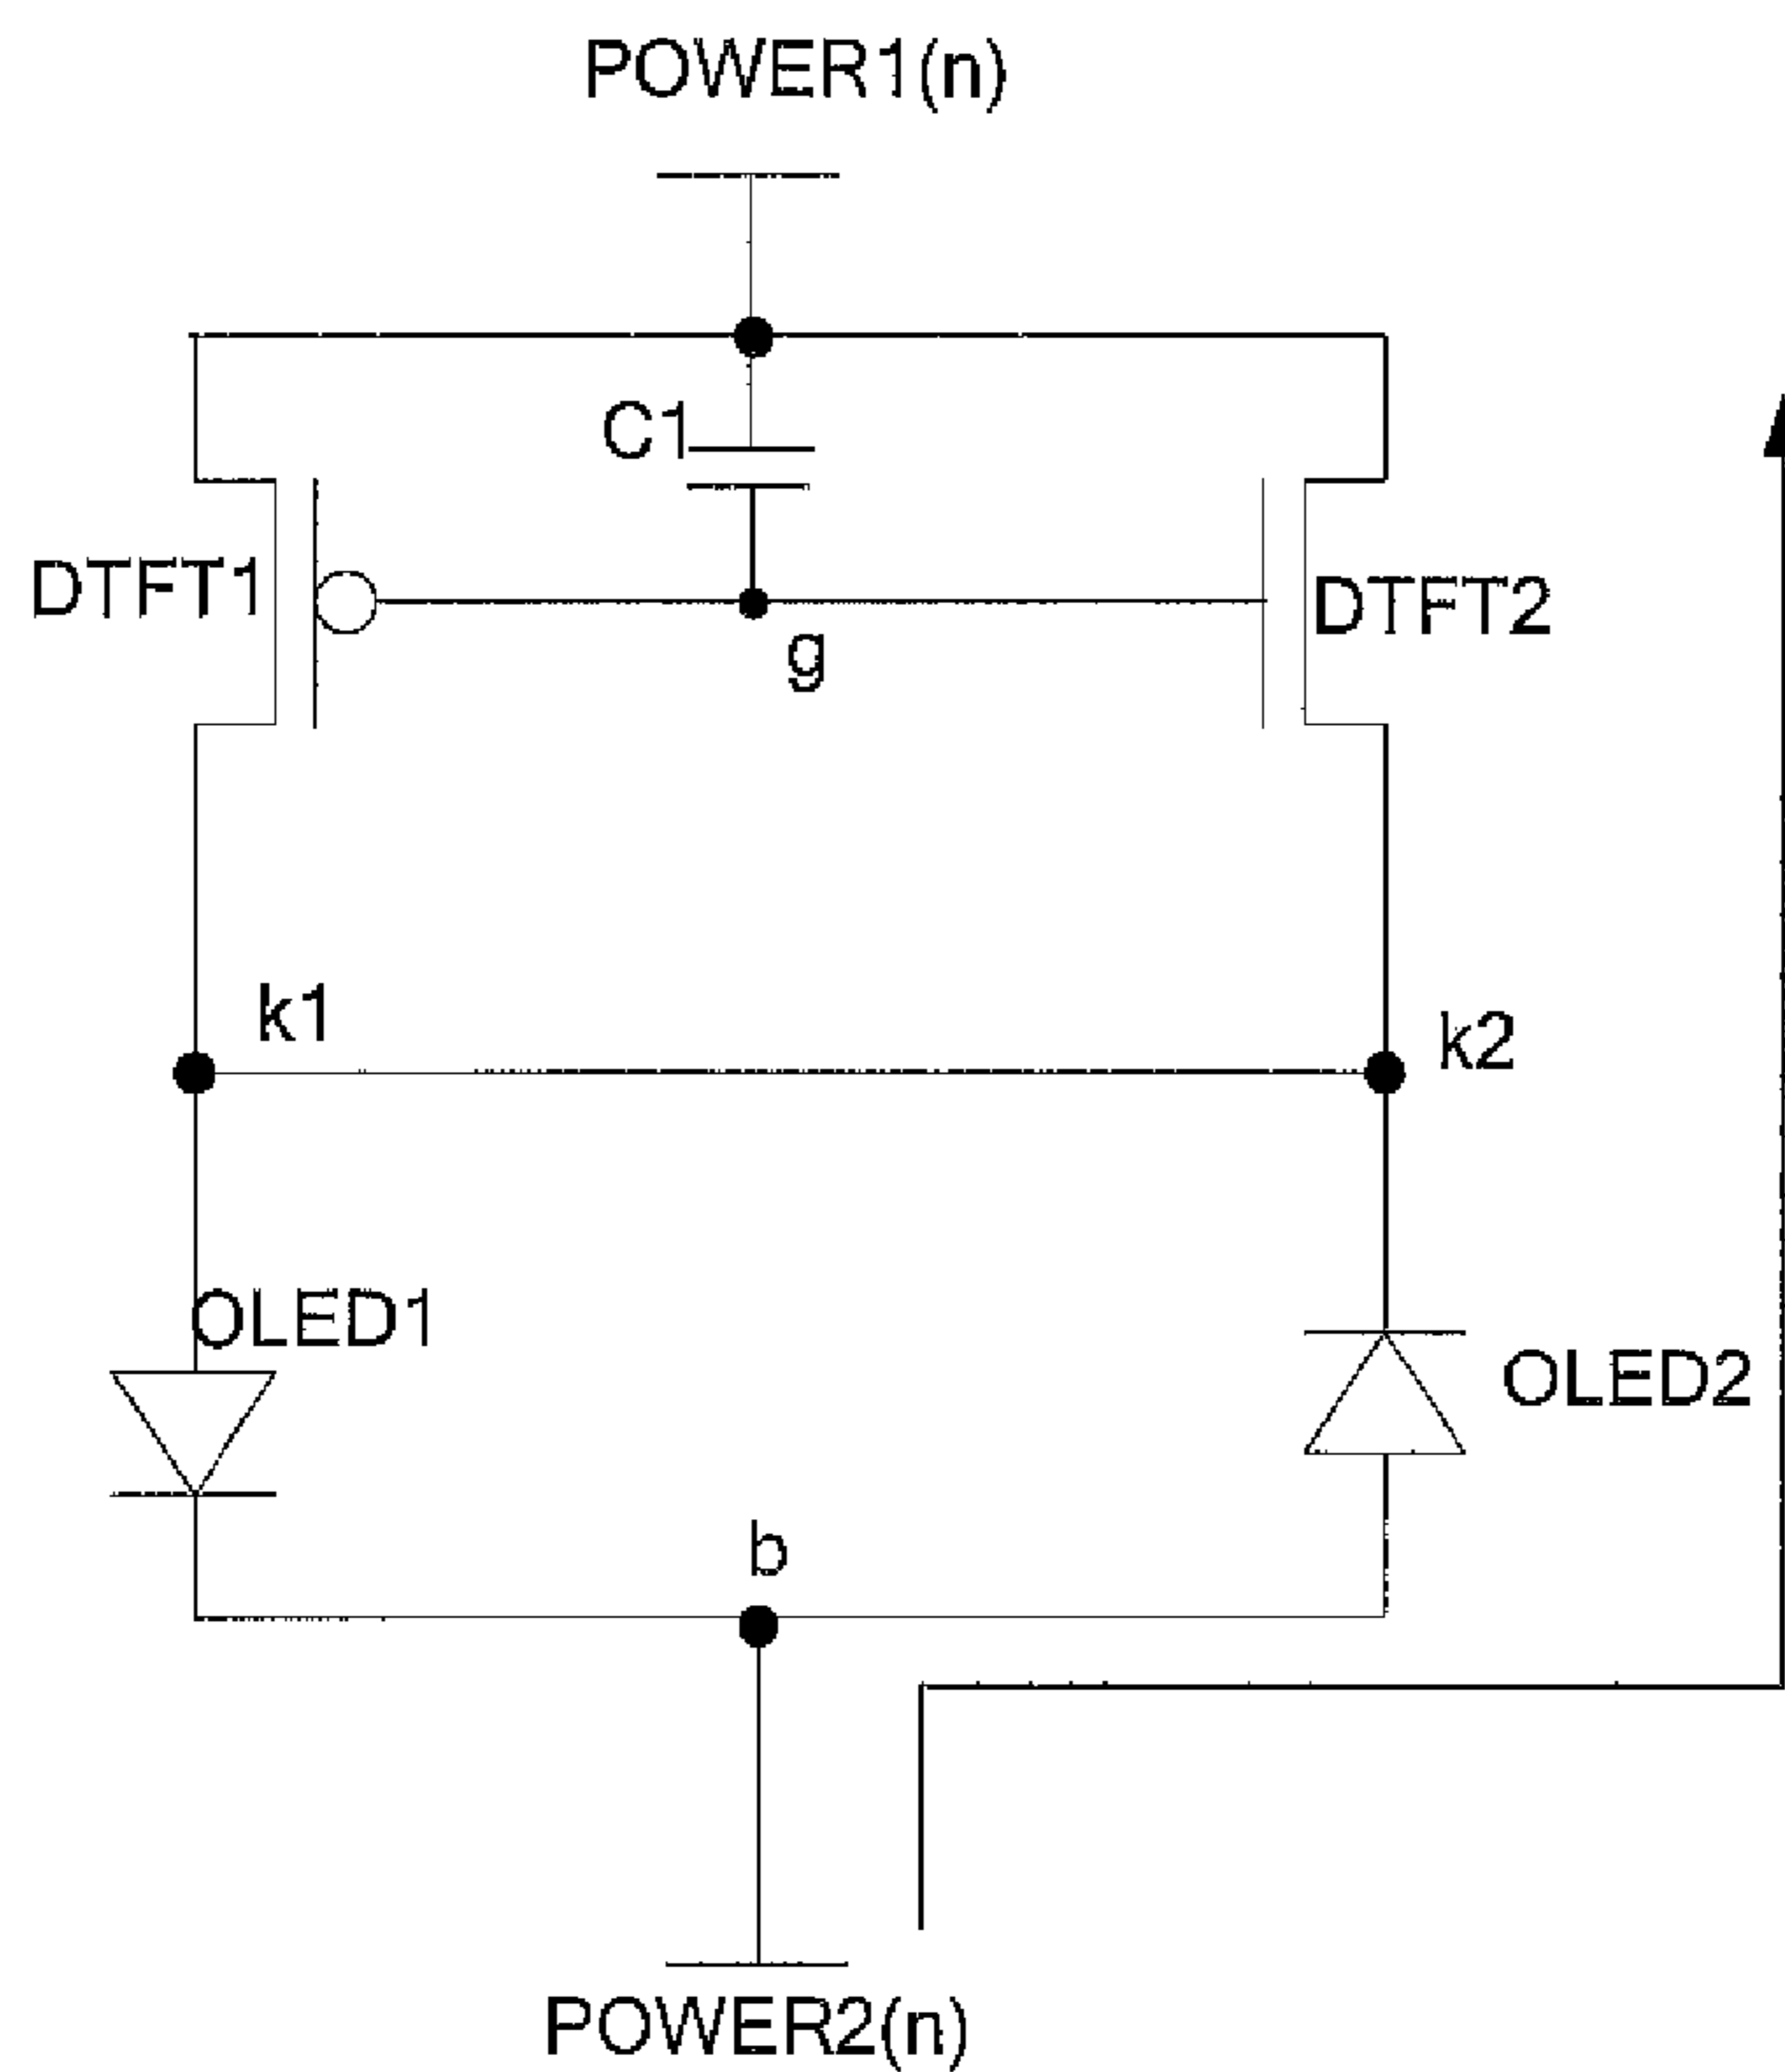 POWER1(n)
C1
DTFT1
DTFT2
g
k1
k2
OLED1
OLED2
b
POWER2(n)